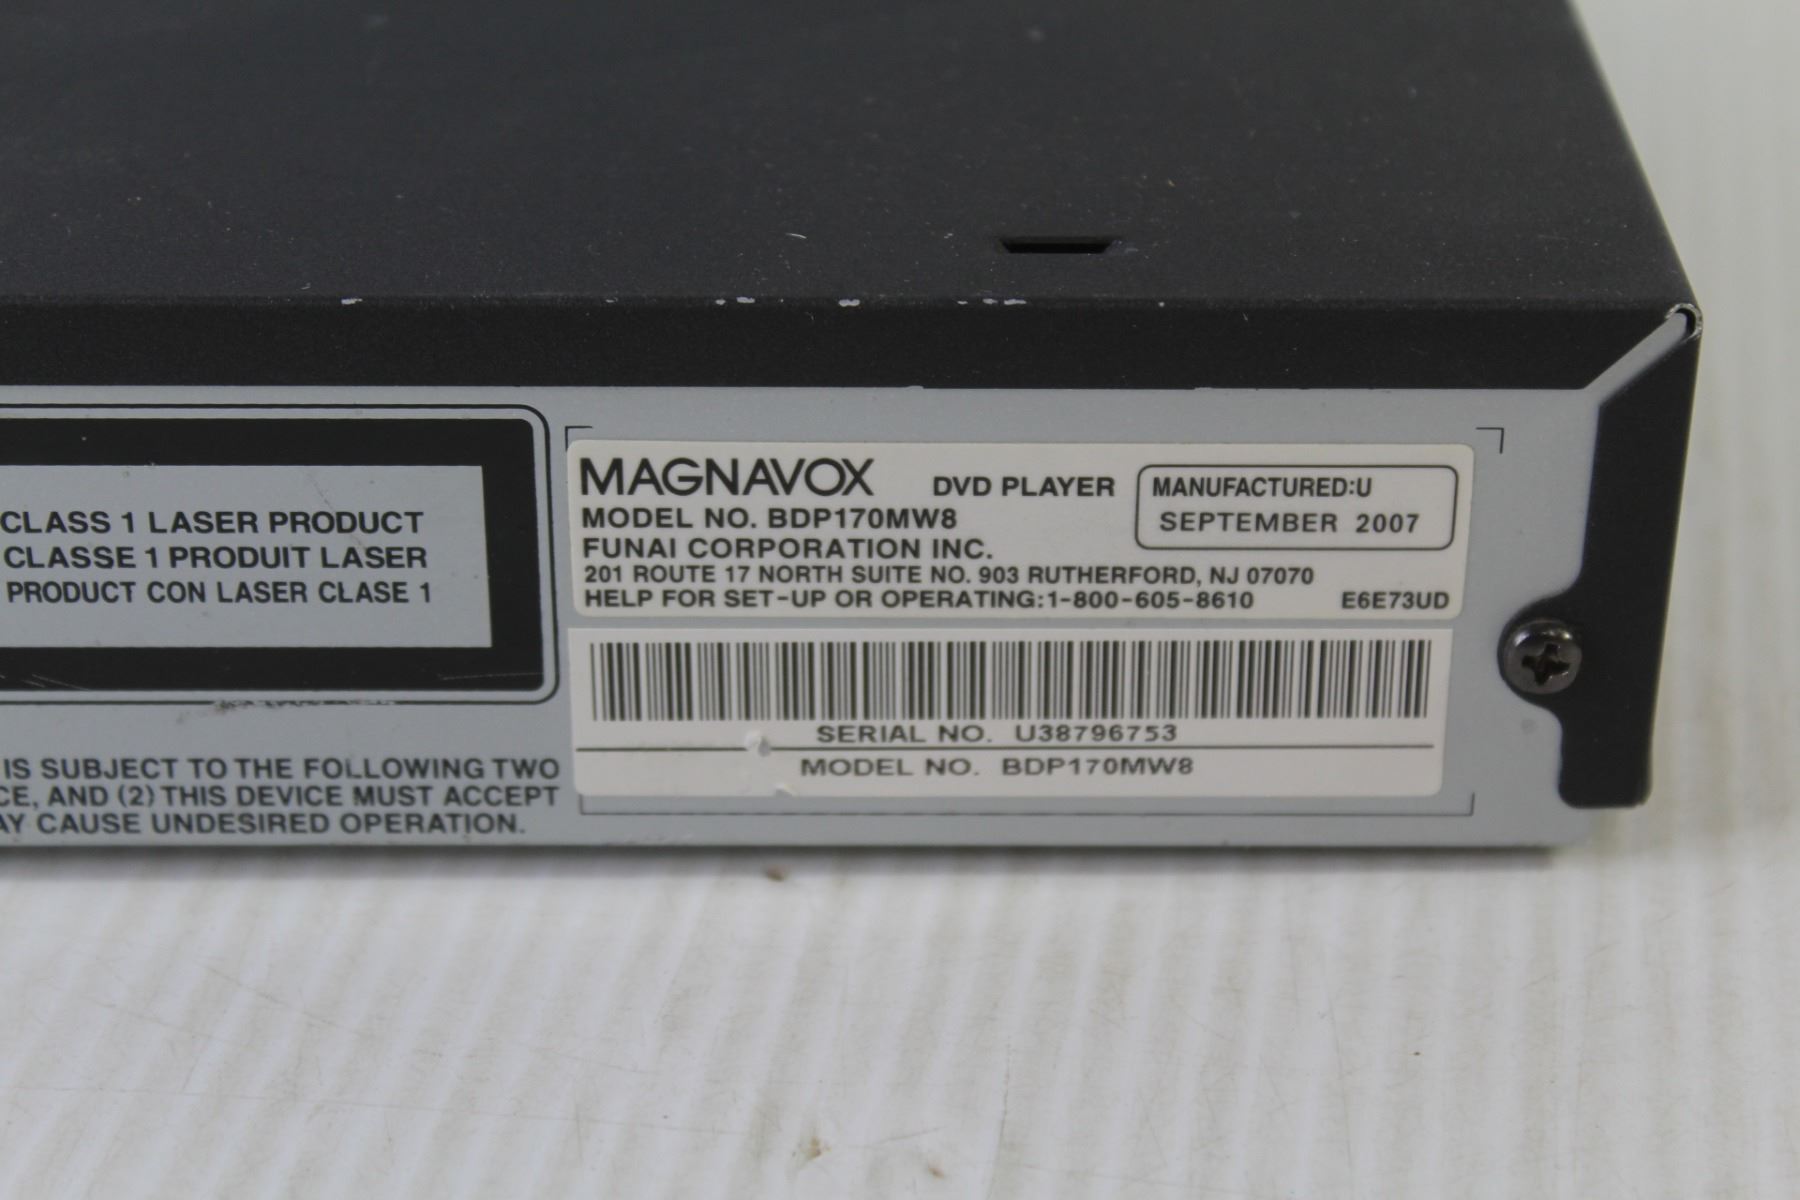 CLASS 1 LASER PRODUCT
CLASSE 1 PRODUIT LASER
PRODUCT CON LASER CLASE 1
IS SUBJECT TO THE FOLLOWING TWO
CE, AND (2) THIS DEVICE MUST ACCEPT
AY CAUSE UNDESIRED OPERATION.
MAGNAVOX DVD PLAYER
MANUFACTURED:U
SEPTEMBER 2007
MODEL NO. BDP170MW8
FUNAI CORPORATION INC.
201 ROUTE 17 NORTH SUITE NO. 903 RUTHERFORD, NJ 07070
HELP FOR SET-UP OR OPERATING:1-800-605-8610 E6E73UD
SERIAL NO. U38796753
MODEL NO. BDP170MW8